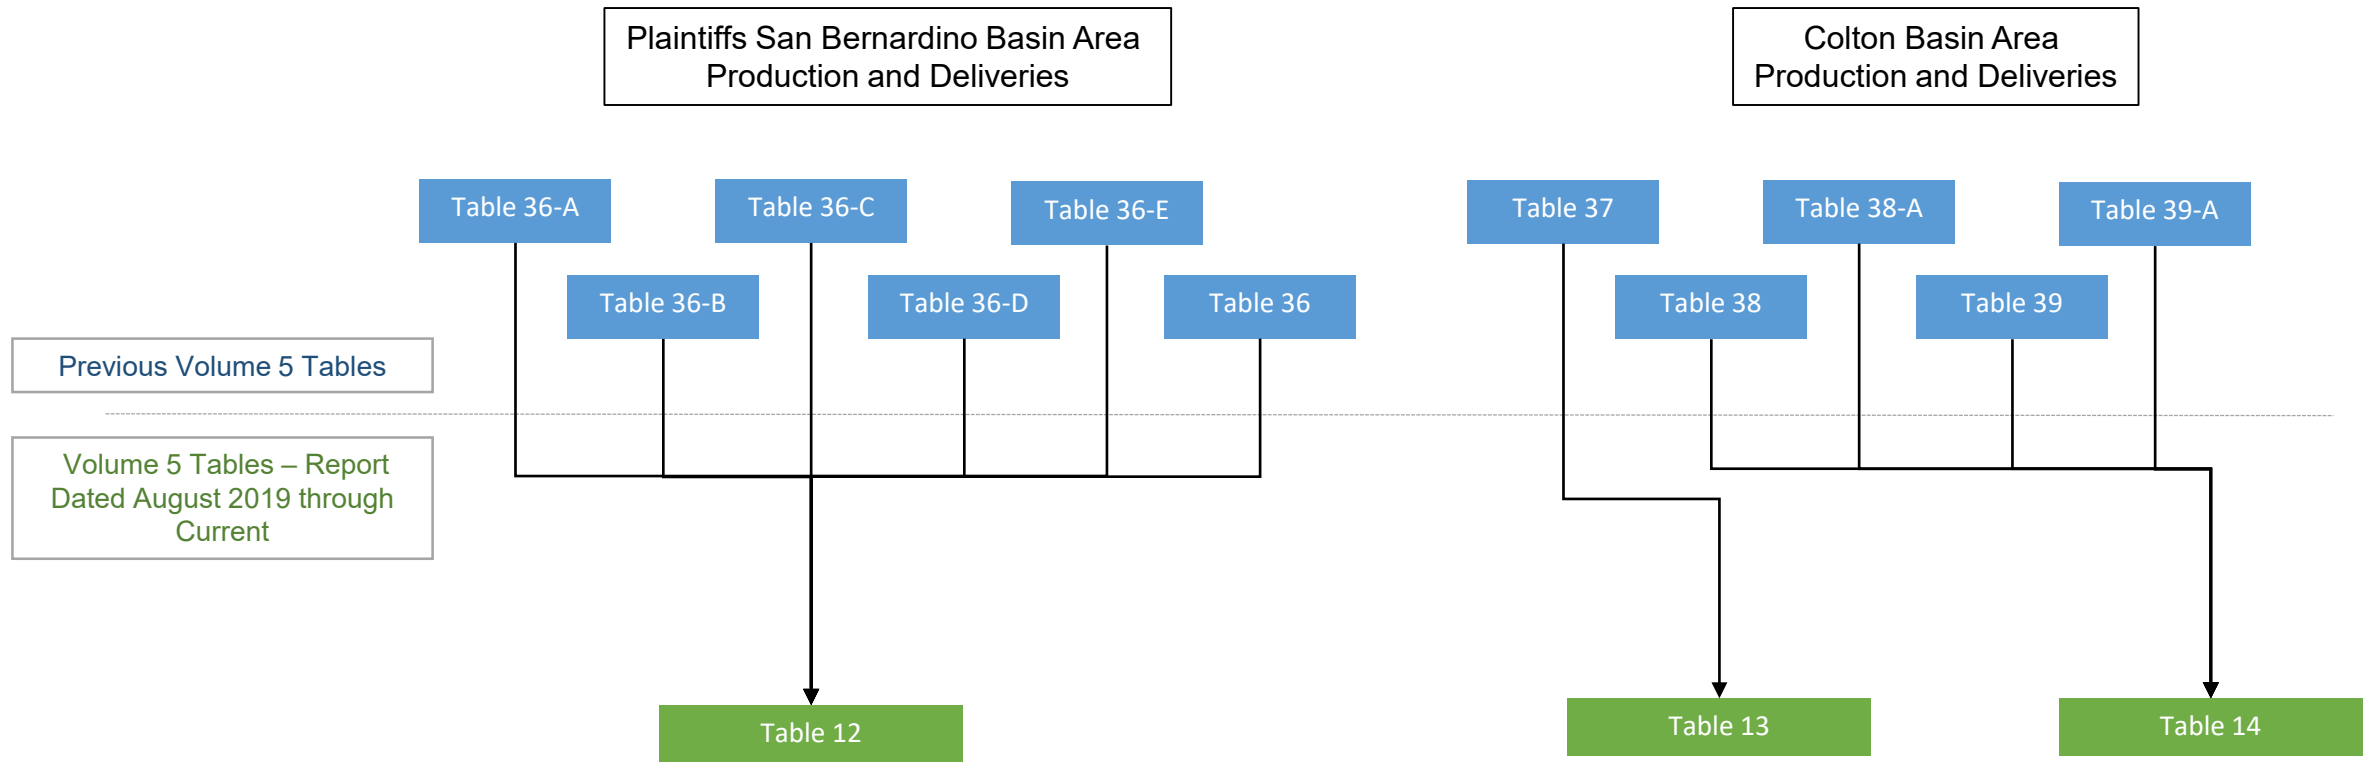 Plaintiffs San Bernardino Basin Area
Production and Deliveries
Colton Basin Area
Production and Deliveries
Table 36-A
Table 36-C
Table 36-E
Table 37
Table 38-A
Table 39-A
Table 36-B
Table 36-D
Table 36
Table 38
Table 39
Previous Volume 5 Tables
Volume 5 Tables – Report
Dated August 2019 through
Current
Table 12
Table 13
Table 14